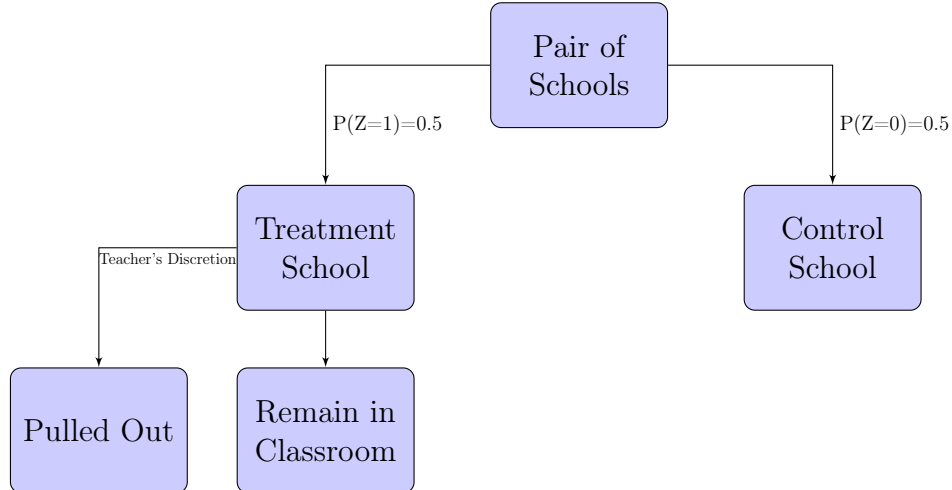 Pair of
Schools
P(Z=1)=0.5
P(Z=0)=0.5
Treatment
School
Control
School
Teacher's Discretion
Pulled Out
Remain in
Classroom